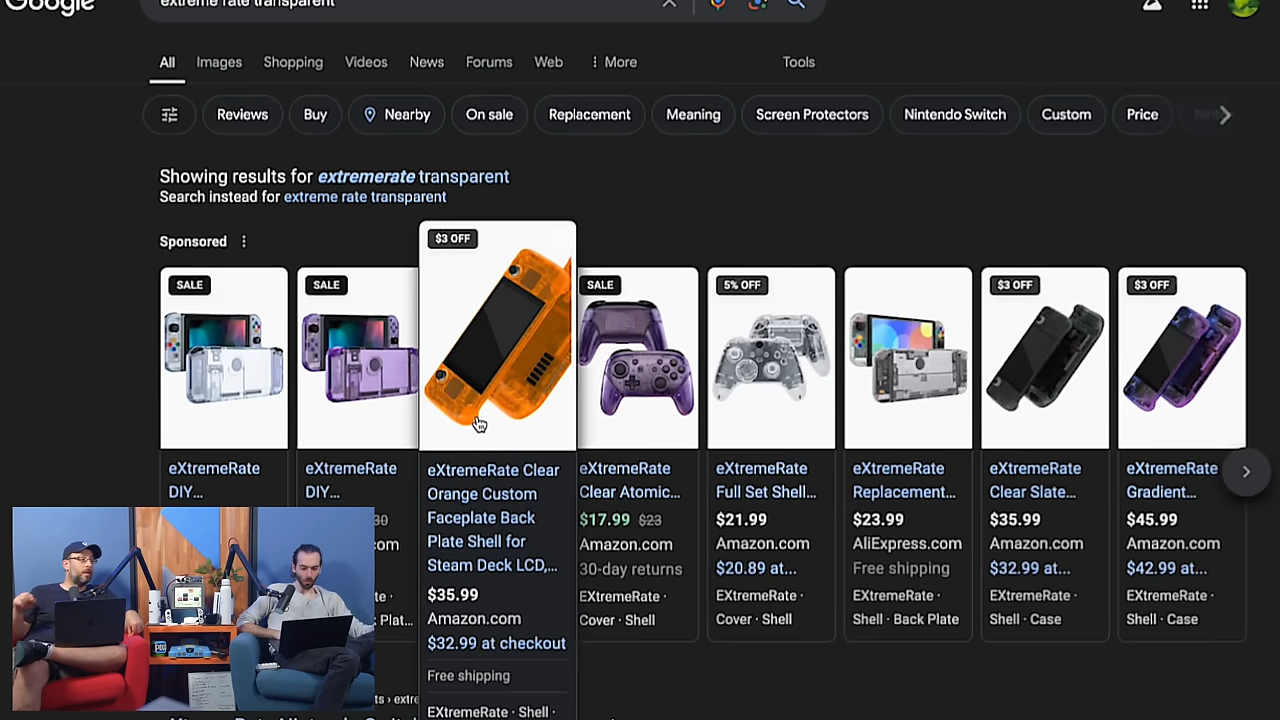 Google
extreme rate transparent
All
Images
Shopping
Videos
News
Forums
Web
More
Tools
Reviews
Buy
Nearby
On sale
Replacement
Meaning
Screen Protectors
Nintendo Switch
Custom
Price
Showing results for extremerate transparent
Search instead for extreme rate transparent
Sponsored
SALE
eXtremeRate
DIY...
SALE
eXtremeRate
DIY...
$3 OFF
eXtremeRate Clear
Orange Custom
Faceplate Back
Plate Shell for
Steam Deck LCD,...
$35.99
Amazon.com
$32.99 at checkout
Free shipping
EXtremeRate · Shell ·
SALE
eXtremeRate
Clear Atomic...
$17.99 $23
Amazon.com
30-day returns
EXtremeRate ·
Cover · Shell
5% OFF
eXtremeRate
Full Set Shell...
$21.99
Amazon.com
$20.89 at...
EXtremeRate ·
Cover · Shell
eXtremeRate
Replacement...
$23.99
AliExpress.com
Free shipping
EXtremeRate ·
Shell · Back Plate
$3 OFF
eXtremeRate
Clear Slate...
$35.99
Amazon.com
$32.99 at...
EXtremeRate ·
Shell · Case
$3 OFF
eXtremeRate
Gradient...
$45.99
Amazon.com
$42.99 at...
EXtremeRate ·
Shell · Case